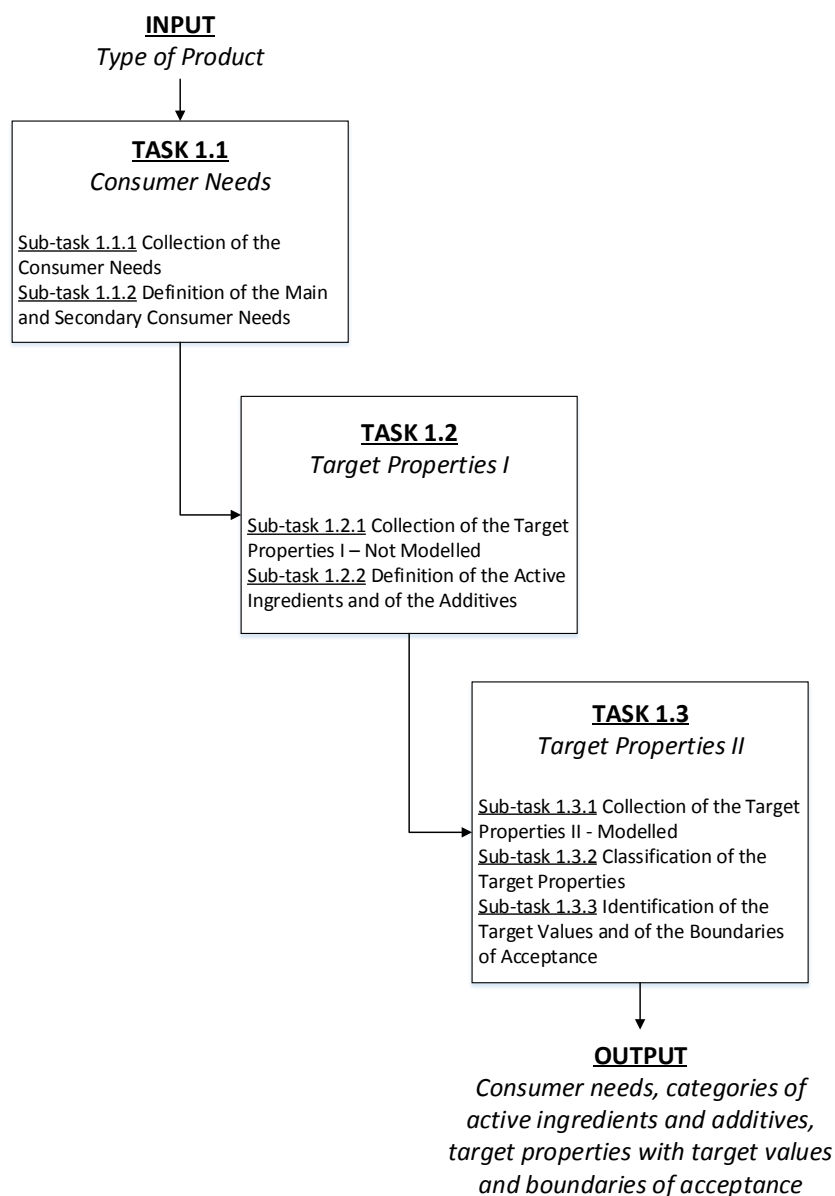 INPUT
Type of Product
TASK 1.1
Consumer Needs
Sub-task 1.1.1 Collection of the
Consumer Needs
Sub-task 1.1.2 Definition of the Main
and Secondary Consumer Needs
TASK 1.2
Target Properties I
Sub-task 1.2.1 Collection of the Target
Properties I – Not Modelled
Sub-task 1.2.2 Definition of the Active
Ingredients and of the Additives
TASK 1.3
Target Properties II
Sub-task 1.3.1 Collection of the Target
Properties II - Modelled
Sub-task 1.3.2 Classification of the
Target Properties
Sub-task 1.3.3 Identification of the
Target Values and of the Boundaries
of Acceptance
OUTPUT
Consumer needs, categories of
active ingredients and additives,
target properties with target values
and boundaries of acceptance